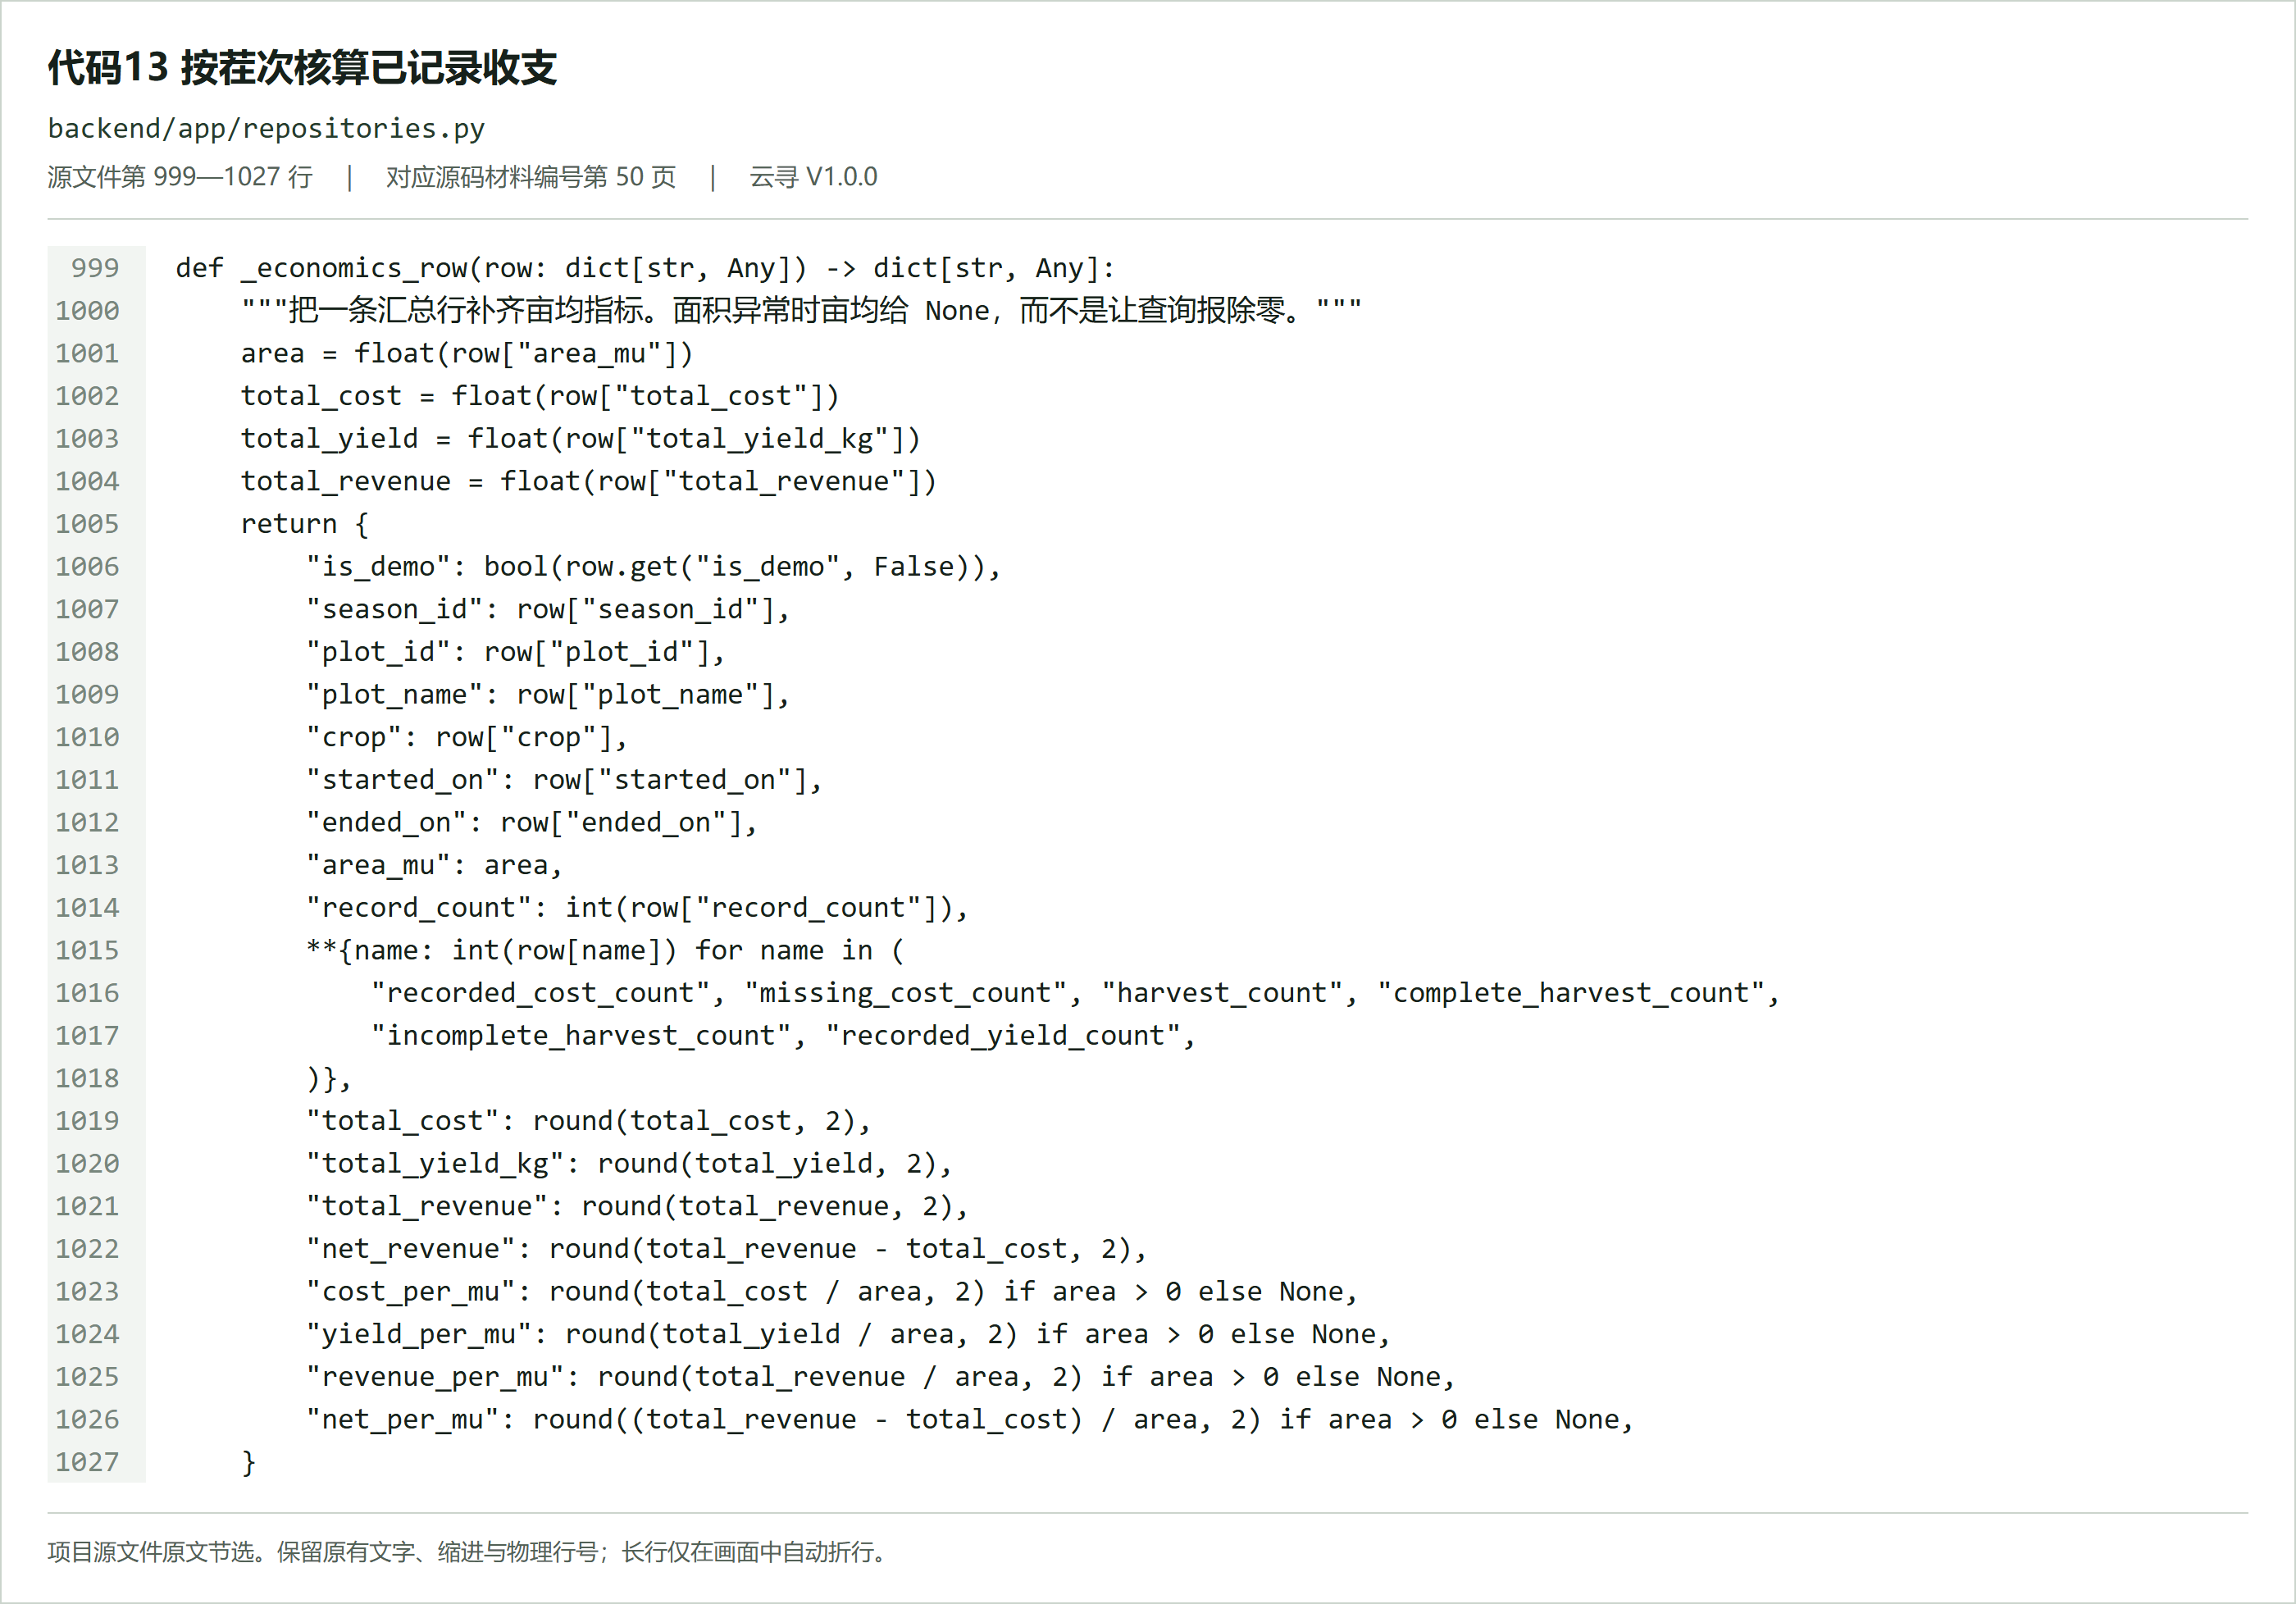 代码13 按茬次核算已记录收支
backend/app/repositories.py
源文件第 999—1027 行 | 对应源码材料编号第 50 页 | 云寻 V1.0.0
999 def _economics_row(row: dict[str, Any]) -> dict[str, Any]:
1000     """把一条汇总行补齐亩均指标。面积异常时亩均给 None，而不是让查询报除零。"""
1001     area = float(row["area_mu"])
1002     total_cost = float(row["total_cost"])
1003     total_yield = float(row["total_yield_kg"])
1004     total_revenue = float(row["total_revenue"])
1005     return {
1006         "is_demo": bool(row.get("is_demo", False)),
1007         "season_id": row["season_id"],
1008         "plot_id": row["plot_id"],
1009         "plot_name": row["plot_name"],
1010         "crop": row["crop"],
1011         "started_on": row["started_on"],
1012         "ended_on": row["ended_on"],
1013         "area_mu": area,
1014         "record_count": int(row["record_count"]),
1015         **{name: int(row[name]) for name in (
1016             "recorded_cost_count", "missing_cost_count", "harvest_count", "complete_harvest_count",
1017             "incomplete_harvest_count", "recorded_yield_count",
1018         )},
1019         "total_cost": round(total_cost, 2),
1020         "total_yield_kg": round(total_yield, 2),
1021         "total_revenue": round(total_revenue, 2),
1022         "net_revenue": round(total_revenue - total_cost, 2),
1023         "cost_per_mu": round(total_cost / area, 2) if area > 0 else None,
1024         "yield_per_mu": round(total_yield / area, 2) if area > 0 else None,
1025         "revenue_per_mu": round(total_revenue / area, 2) if area > 0 else None,
1026         "net_per_mu": round((total_revenue - total_cost) / area, 2) if area > 0 else None,
1027     }
项目源文件原文节选。保留原有文字、缩进与物理行号；长行仅在画面中自动折行。